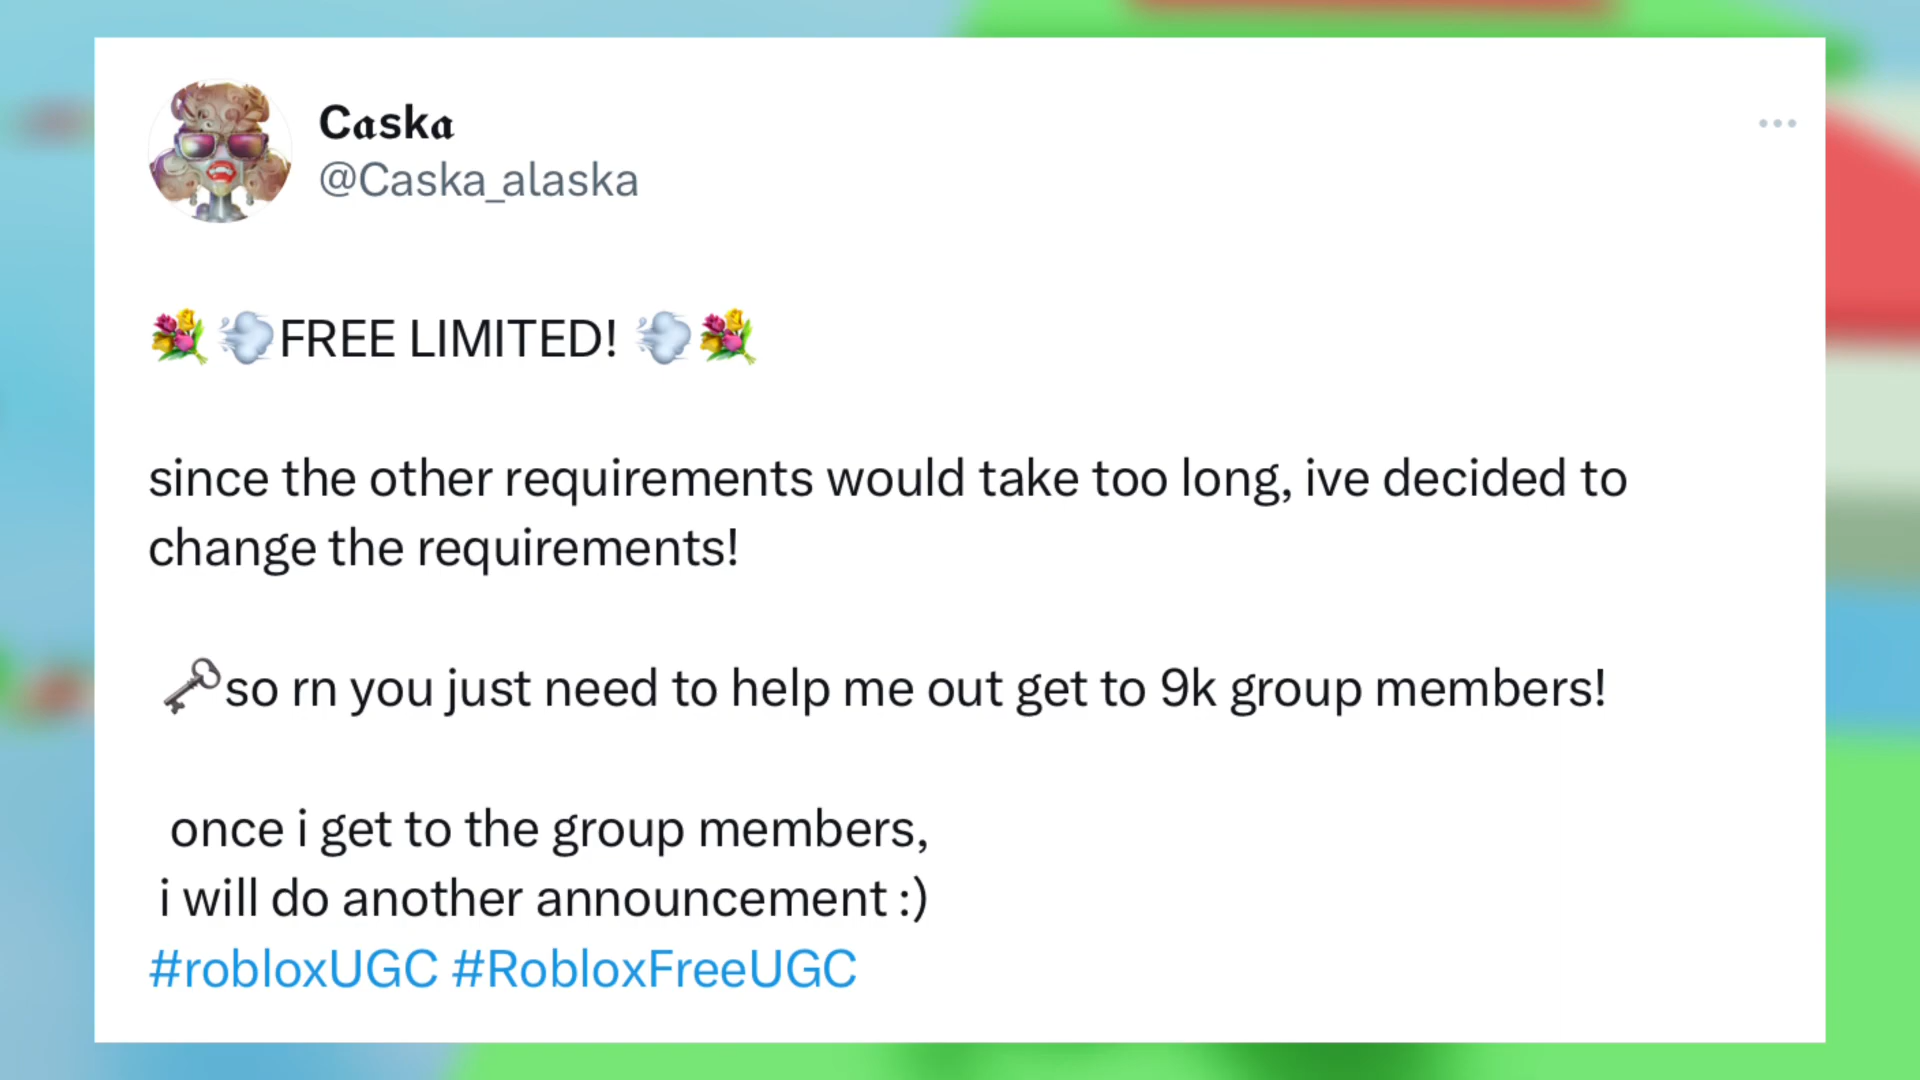 C𝖆sk𝖆
@Caska_alaska
💐💨FREE LIMITED! 💨💐
since the other requirements would take too long, ive decided to
change the requirements!
🗝️so rn you just need to help me out get to 9k group members!
once i get to the group members,
i will do another announcement :)
#robloxUGC #RobloxFreeUGC